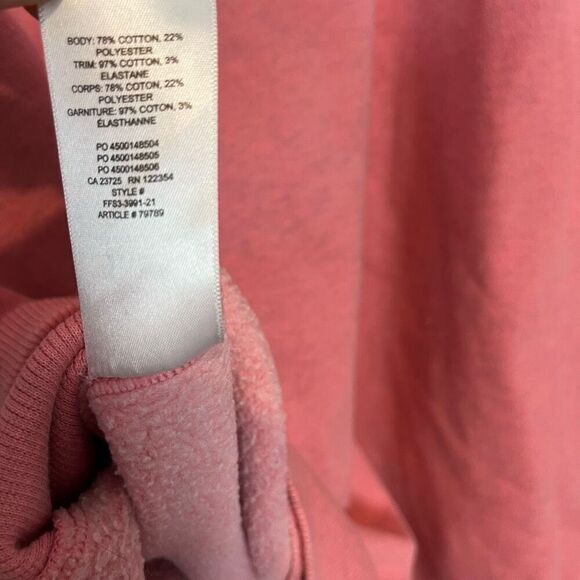 BODY: 78% COTTON, 22%
POLYESTER
TRIM: 97% COTTON, 3%
ELASTANE
CORPS: 78% COTON, 22%
POLYESTER
GARNITURE: 97% COTON, 3%
ÉLASTHANNE
PO 4500148504
PO 4500148505
PO 4500148506
CA 23725 RN 122354
STYLE #
FFS3-3991-21
ARTICLE # 79789